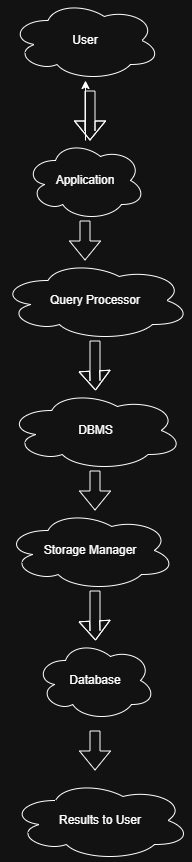 User
Application
Query Processor
DBMS
Storage Manager
Database
Results to User